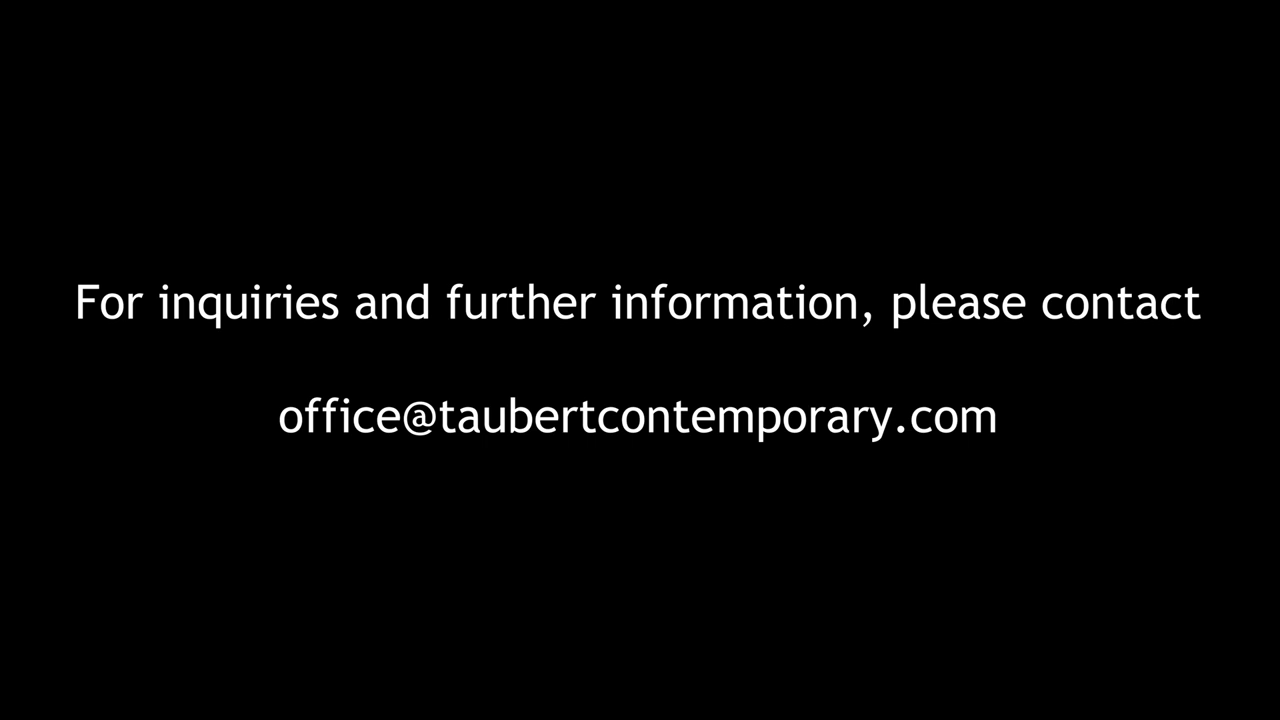 For inquiries and further information, please contact
office@taubertcontemporary.com